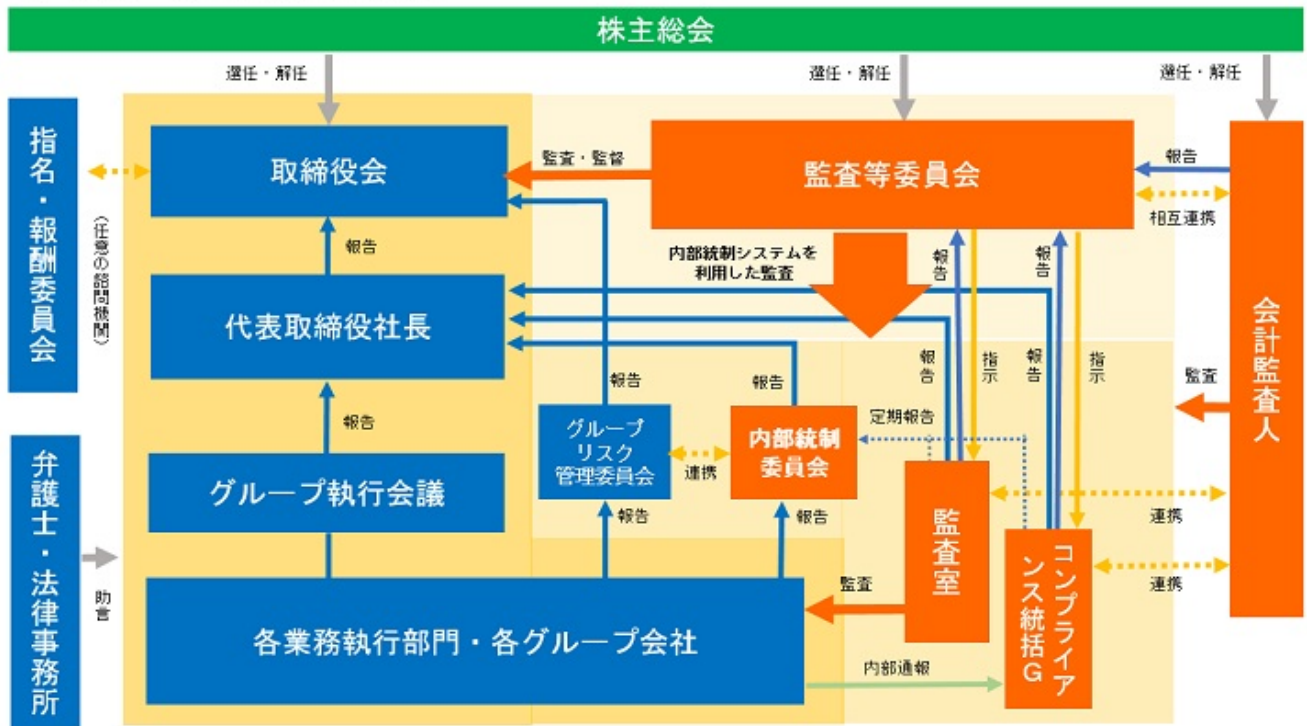 株主総会
選任・解任
選任・解任
選任・解任
指名・報酬委員会
(任意の諮問機関)
取締役会
監査・監督
監査等委員会
報告
相互連携
会計監査人
報告
内部統制システムを
利用した監査
報告
報告
代表取締役社長
報告
指示
報告
指示
監査
報告
報告
報告
定期報告
グループ
リスク
管理委員会
連携
内部統制
委員会
弁護士・法律事務所
助言
グループ執行会議
監査室
連携
報告
報告
コンプライア
ンス統括G
連携
各業務執行部門・各グループ会社
監査
内部通報